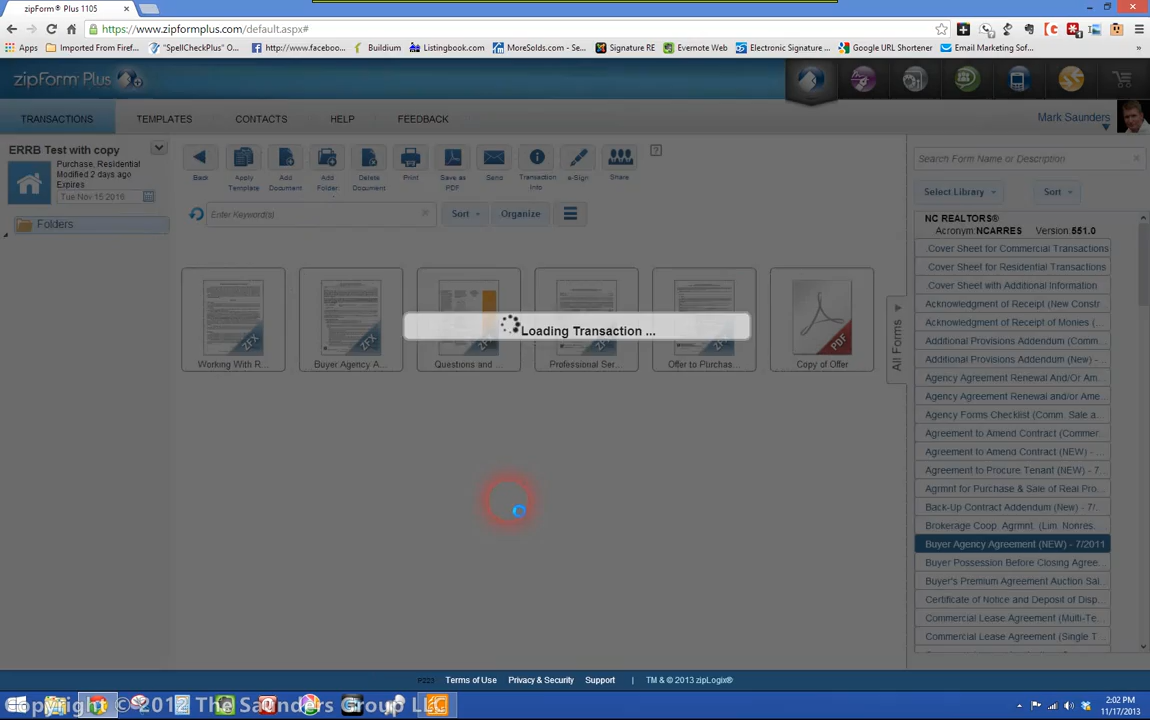 zipForm® Plus 1105
https://www.zipformplus.com/default.aspx#
Apps Imported From Firef... "SpellCheckPlus" O... http://www.faceboo... Buildium Listingbook.com MoreSolds.com - Se... Signature RE Evernote Web Electronic Signature ... Google URL Shortener Email Marketing Sof... »
zipForm Plus
TRANSACTIONS TEMPLATES CONTACTS HELP FEEDBACK
Mark Saunders
ERRB Test with copy
Purchase, Residential
Modified 2 days ago
Expires
Tue Nov 15 2016
Folders
Back
Apply Template
Add Document
Add Folder
Delete Document
Print
Save as PDF
Send
Transaction Info
e-Sign
Share
?
Enter Keyword(s)
Sort
Organize
Working With R...
Buyer Agency A...
Questions and ...
Professional Ser...
Offer to Purchas...
Copy of Offer
ZFX
ZFX
ZFX
ZFX
ZFX
PDF
Loading Transaction ...
All Forms
Search Form Name or Description
Select Library
Sort
NC REALTORS®
Acronym:NCARRES Version:551.0
.Cover Sheet for Commercial Transactions
.Cover Sheet for Residential Transactions
.Cover Sheet with Additional Information
Acknowledgment of Receipt (New Constr
Acknowledgment of Receipt of Monies (
Additional Provisions Addendum (Comm.
Additional Provisions Addendum (New) -
Agency Agreement Renewal And/Or Am
Agency Agreement Renewal and/or Ame
Agency Forms Checklist (Comm. Sale a...
Agreement to Amend Contract (Commer
Agreement to Amend Contract (NEW) - .
Agreement to Procure Tenant (NEW) - 7
Agrmnt for Purchase & Sale of Real Pro...
Back-Up Contract Addendum (New) - 7/.
Brokerage Coop. Agrmnt. (Lim. Nonres.
Buyer Agency Agreement (NEW) - 7/2011
Buyer Possession Before Closing Agree..
Buyer's Premium Agreement Auction Sal
Certificate of Notice and Deposit of Disp.
Commercial Lease Agreement (Multi-Te
Commercial Lease Agreement (Single T
P223 Terms of Use Privacy & Security Support | TM & © 2013 zipLogix®
Copyright © 2012 The Saunders Group LLC
2:02 PM
11/17/2013